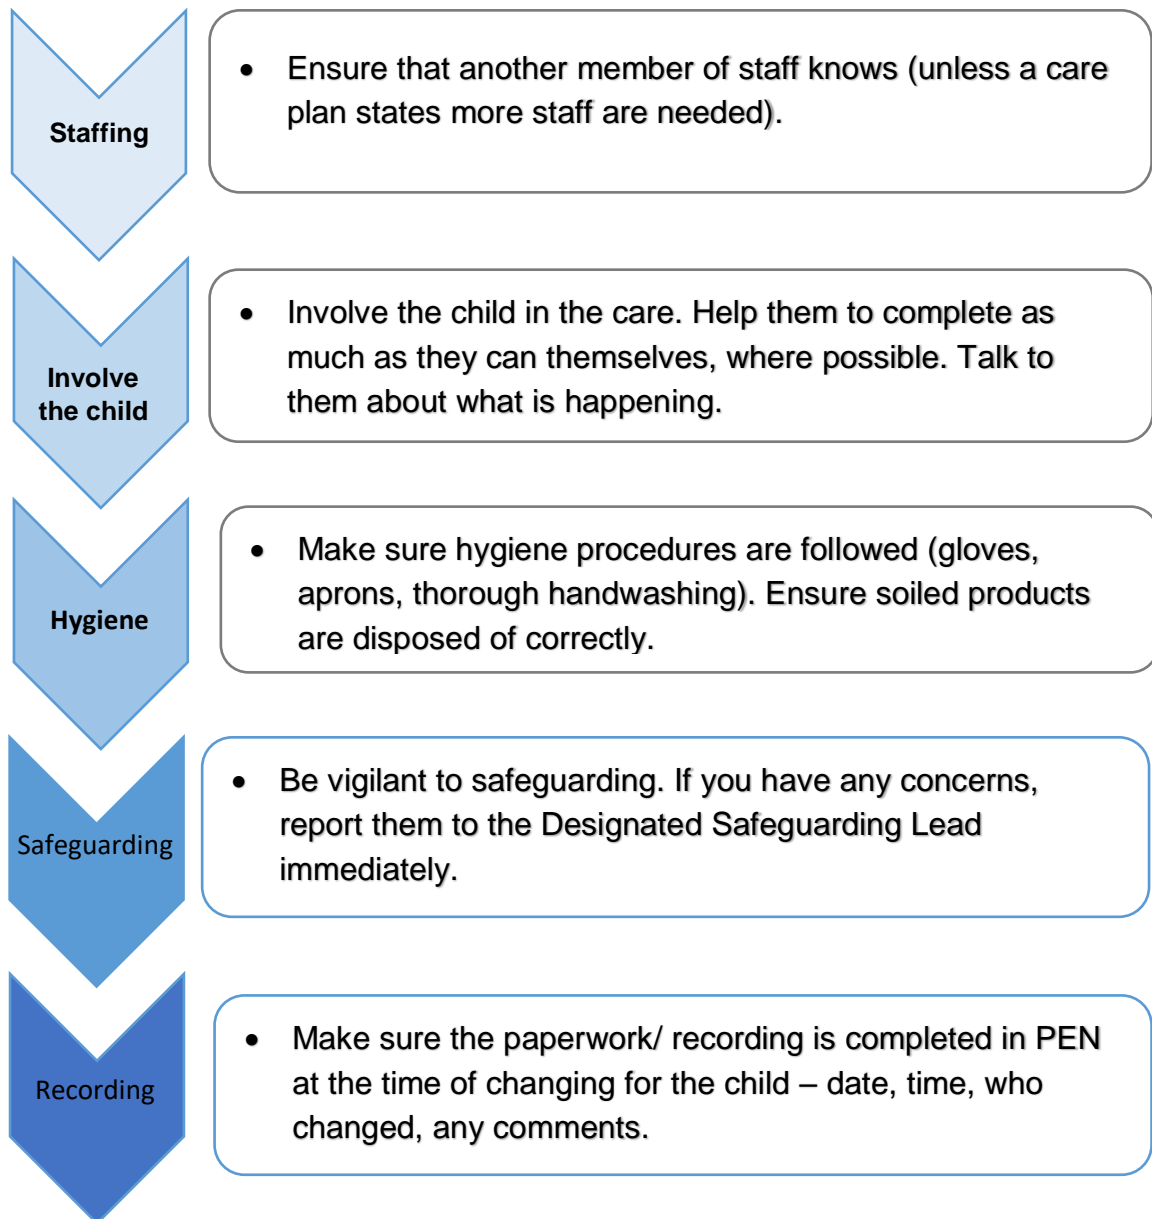 Staffing
• Ensure that another member of staff knows (unless a care
plan states more staff are needed).
Involve
the child
• Involve the child in the care. Help them to complete as
much as they can themselves, where possible. Talk to
them about what is happening.
Hygiene
• Make sure hygiene procedures are followed (gloves,
aprons, thorough handwashing). Ensure soiled products
are disposed of correctly.
Safeguarding
• Be vigilant to safeguarding. If you have any concerns,
report them to the Designated Safeguarding Lead
immediately.
Recording
• Make sure the paperwork/ recording is completed in PEN
at the time of changing for the child – date, time, who
changed, any comments.